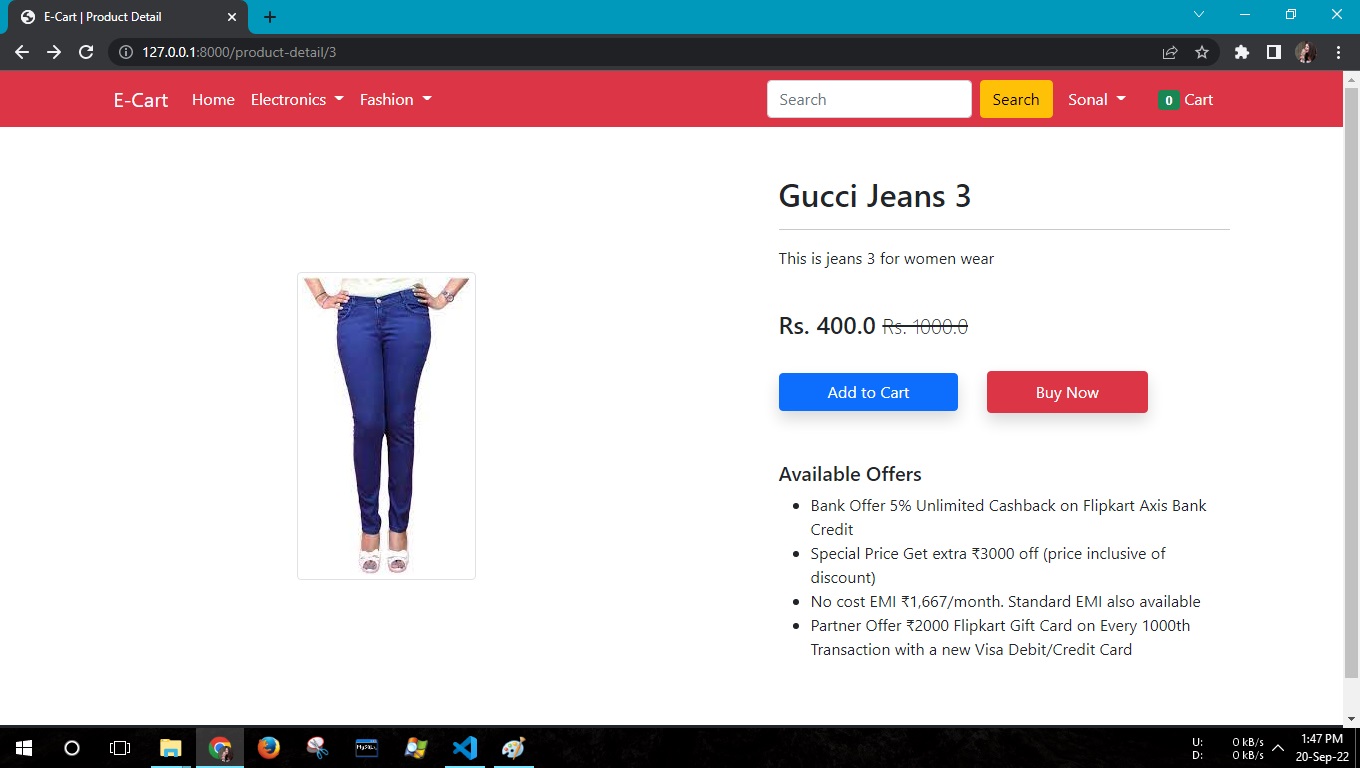 E-Cart | Product Detail
127.0.0.1:8000/product-detail/3
E-Cart Home Electronics Fashion Search Search Sonal 0 Cart
Gucci Jeans 3
This is jeans 3 for women wear
Rs. 400.0 Rs. 1000.0
Add to Cart Buy Now
Available Offers
Bank Offer 5% Unlimited Cashback on Flipkart Axis Bank
Credit
Special Price Get extra ₹3000 off (price inclusive of
discount)
No cost EMI ₹1,667/month. Standard EMI also available
Partner Offer ₹2000 Flipkart Gift Card on Every 1000th
Transaction with a new Visa Debit/Credit Card
U: 0 kB/s
D: 0 kB/s
1:47 PM
20-Sep-22